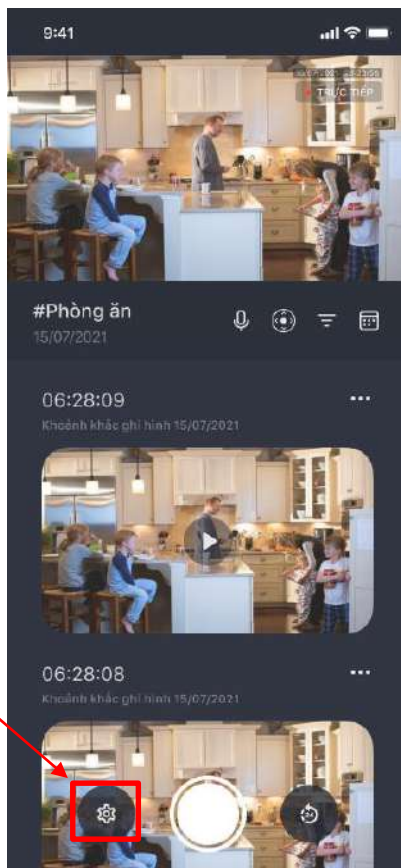 9:41
TRỰC TIẾP
#Phòng ăn
15/07/2021
06:28:09
Khoảnh khắc ghi hình 15/07/2021
06:28:08
Khoảnh khắc ghi hình 15/07/2021
24